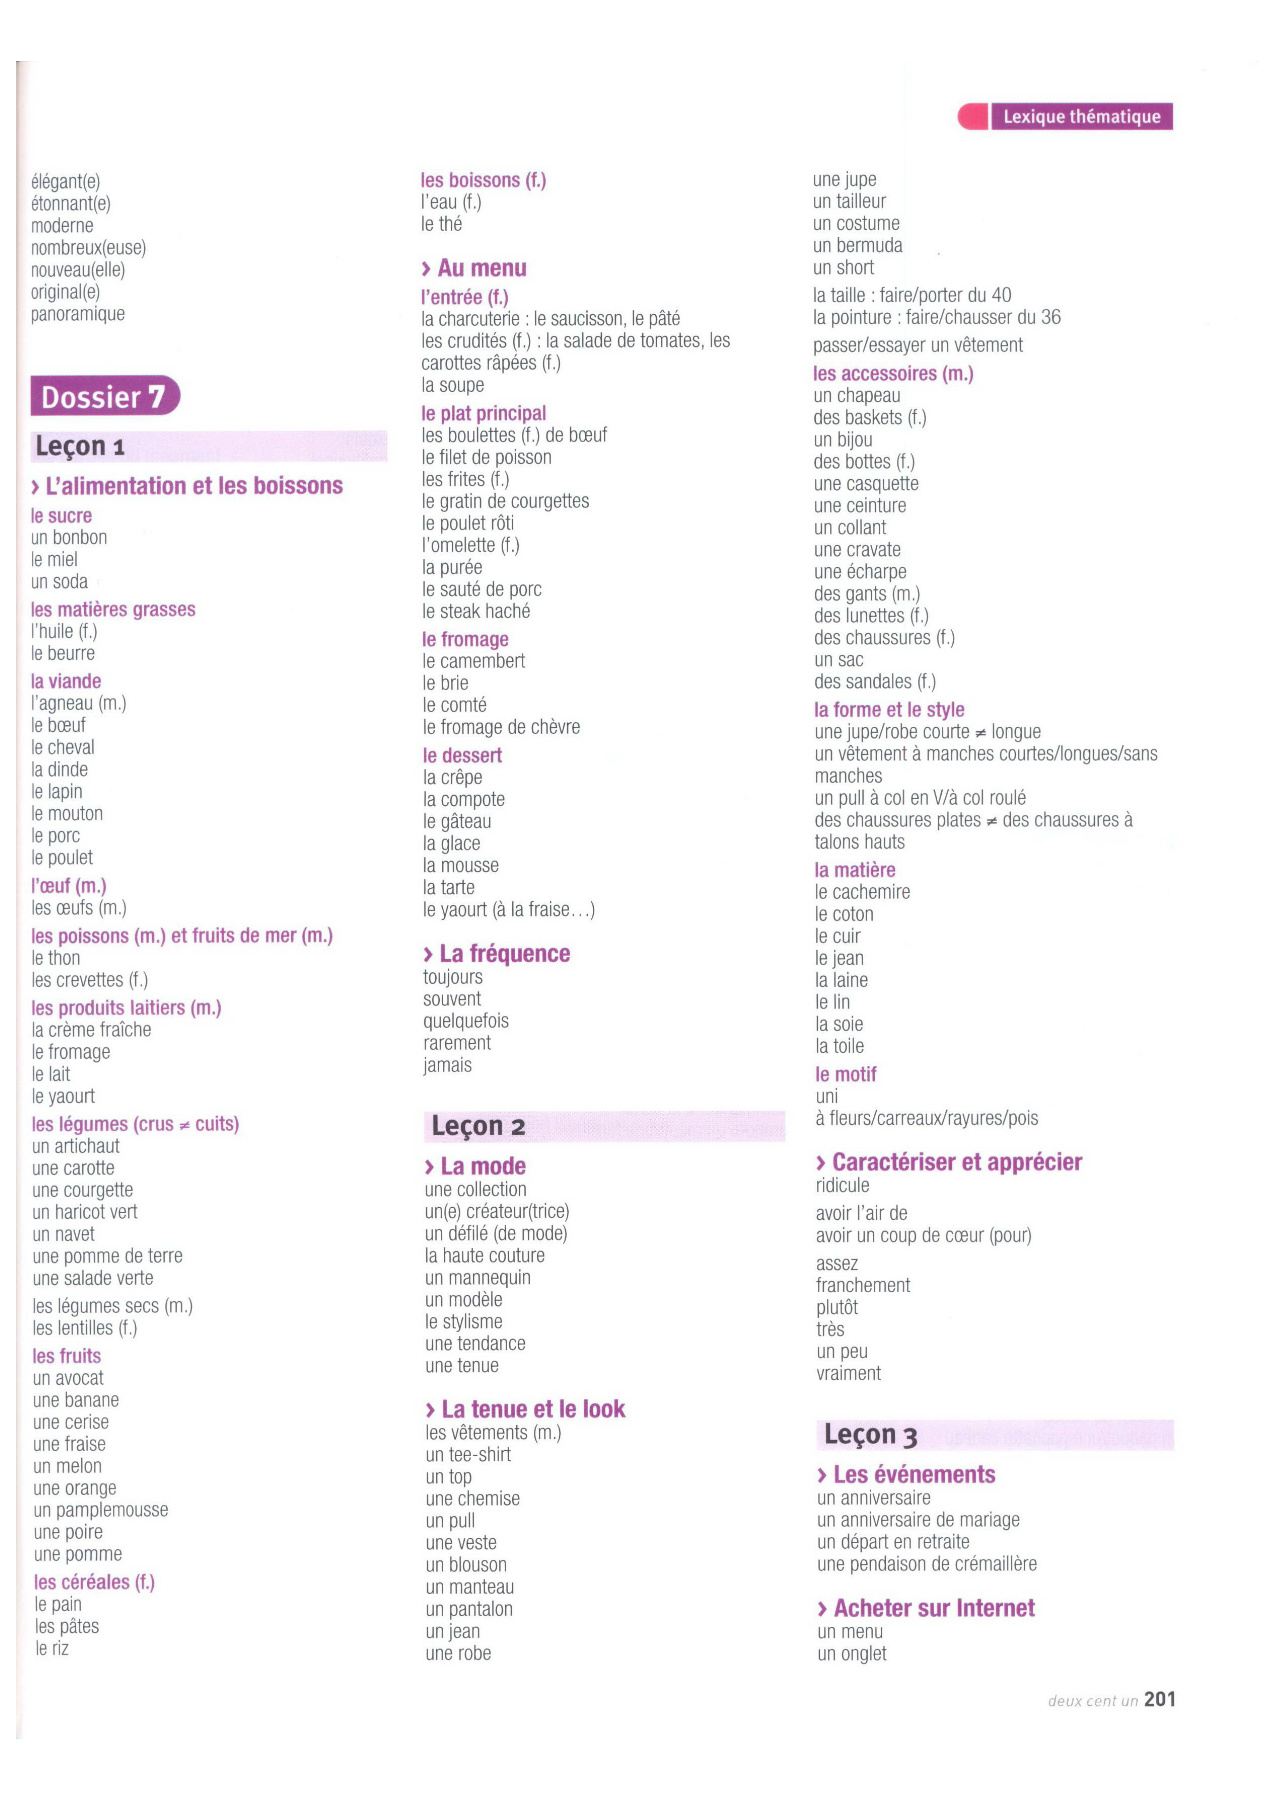 Lexique thématique
élégant(e)
étonnant(e)
moderne
nombreux(euse)
nouveau(elle)
original(e)
panoramique
Dossier 7
Leçon 1
› L'alimentation et les boissons
le sucre
un bonbon
le miel
un soda
les matières grasses
l'huile (f.)
le beurre
la viande
l'agneau (m.)
le bœuf
le cheval
la dinde
le lapin
le mouton
le porc
le poulet
l'œuf (m.)
les œufs (m.)
les poissons (m.) et fruits de mer (m.)
le thon
les crevettes (f.)
les produits laitiers (m.)
la crème fraîche
le fromage
le lait
le yaourt
les légumes (crus ≠ cuits)
un artichaut
une carotte
une courgette
un haricot vert
un navet
une pomme de terre
une salade verte
les légumes secs (m.)
les lentilles (f.)
les fruits
un avocat
une banane
une cerise
une fraise
un melon
une orange
un pamplemousse
une poire
une pomme
les céréales (f.)
le pain
les pâtes
le riz
les boissons (f.)
l'eau (f.)
le thé
› Au menu
l'entrée (f.)
la charcuterie : le saucisson, le pâté
les crudités (f.) : la salade de tomates, les
carottes râpées (f.)
la soupe
le plat principal
les boulettes (f.) de bœuf
le filet de poisson
les frites (f.)
le gratin de courgettes
le poulet rôti
l'omelette (f.)
la purée
le sauté de porc
le steak haché
le fromage
le camembert
le brie
le comté
le fromage de chèvre
le dessert
la crêpe
la compote
le gâteau
la glace
la mousse
la tarte
le yaourt (à la fraise...)
› La fréquence
toujours
souvent
quelquefois
rarement
jamais
Leçon 2
› La mode
une collection
un(e) créateur(trice)
un défilé (de mode)
la haute couture
un mannequin
un modèle
le stylisme
une tendance
une tenue
› La tenue et le look
les vêtements (m.)
un tee-shirt
un top
une chemise
un pull
une veste
un blouson
un manteau
un pantalon
un jean
une robe
une jupe
un tailleur
un costume
un bermuda
un short
la taille : faire/porter du 40
la pointure : faire/chausser du 36
passer/essayer un vêtement
les accessoires (m.)
un chapeau
des baskets (f.)
un bijou
des bottes (f.)
une casquette
une ceinture
un collant
une cravate
une écharpe
des gants (m.)
des lunettes (f.)
des chaussures (f.)
un sac
des sandales (f.)
la forme et le style
une jupe/robe courte ≠ longue
un vêtement à manches courtes/longues/sans
manches
un pull à col en V/à col roulé
des chaussures plates ≠ des chaussures à
talons hauts
la matière
le cachemire
le coton
le cuir
le jean
la laine
le lin
la soie
la toile
le motif
uni
à fleurs/carreaux/rayures/pois
› Caractériser et apprécier
ridicule
avoir l'air de
avoir un coup de cœur (pour)
assez
franchement
plutôt
très
un peu
vraiment
Leçon 3
› Les événements
un anniversaire
un anniversaire de mariage
un départ en retraite
une pendaison de crémaillère
› Acheter sur Internet
un menu
un onglet
deux cent un 201